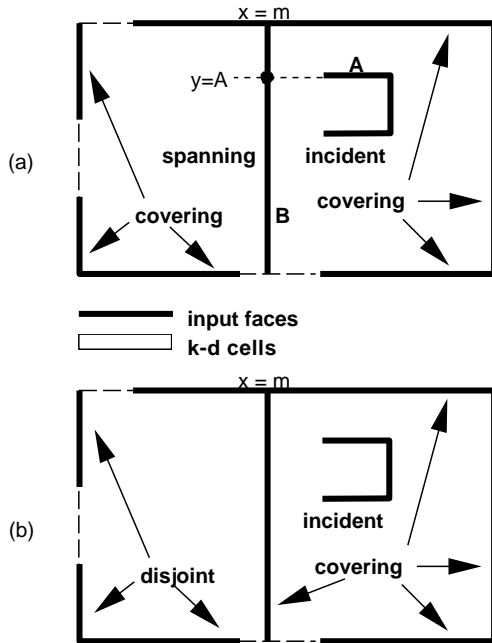 x = m
y=A
A
spanning
incident
(a)
covering
B
covering
input faces
k-d cells
x = m
(b)
incident
disjoint
covering